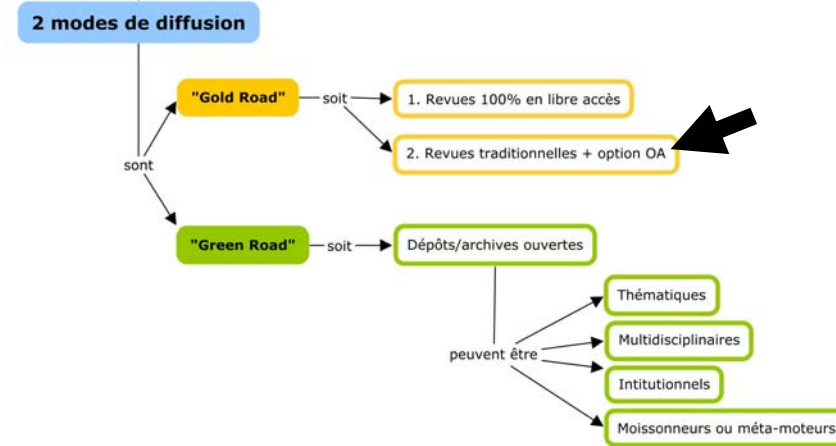 2 modes de diffusion
"Gold Road"
soit
1. Revues 100% en libre accès
2. Revues traditionnelles + option OA
sont
"Green Road"
soit
Dépôts/archives ouvertes
Thématiques
peuvent être
Multidisciplinaires
Intitutionnels
Moissonneurs ou méta-moteurs